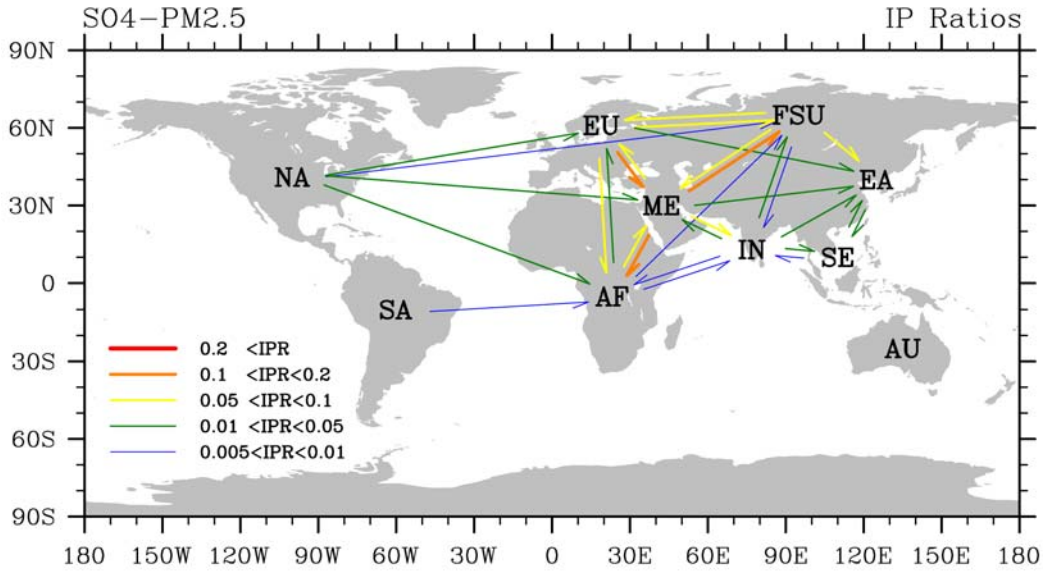 SO4-PM2.5 IP Ratios
90N
60N
30N
0
30S
60S
90S
FSU
EU
NA
EA
ME
IN
SE
AF
SA
AU
0.2 <IPR
0.1 <IPR<0.2
0.05 <IPR<0.1
0.01 <IPR<0.05
0.005<IPR<0.01
180 150W 120W 90W 60W 30W 0 30E 60E 90E 120E 150E 180